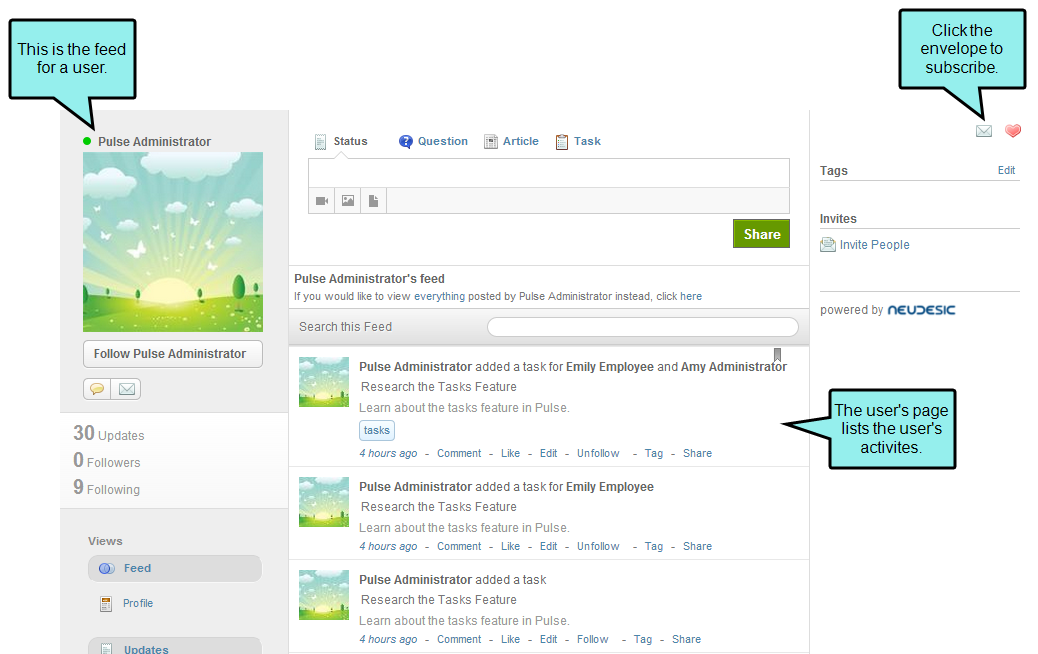 This is the feed
for a user.
Click the
envelope to
subscribe.
Pulse Administrator
Follow Pulse Administrator
30 Updates
0 Followers
9 Following
Views
Feed
Profile
Updates
Status Question Article Task
Share
Pulse Administrator's feed
If you would like to view everything posted by Pulse Administrator instead, click here
Search this Feed
Pulse Administrator added a task for Emily Employee and Amy Administrator
Research the Tasks Feature
Learn about the tasks feature in Pulse.
tasks
4 hours ago - Comment - Like - Edit - Unfollow - Tag - Share
Pulse Administrator added a task for Emily Employee
Research the Tasks Feature
Learn about the tasks feature in Pulse.
4 hours ago - Comment - Like - Edit - Unfollow - Tag - Share
Pulse Administrator added a task
Research the Tasks Feature
Learn about the tasks feature in Pulse.
4 hours ago - Comment - Like - Edit - Follow - Tag - Share
Tags Edit
Invites
Invite People
powered by NEUDESIC
The user's page
lists the user's
activites.